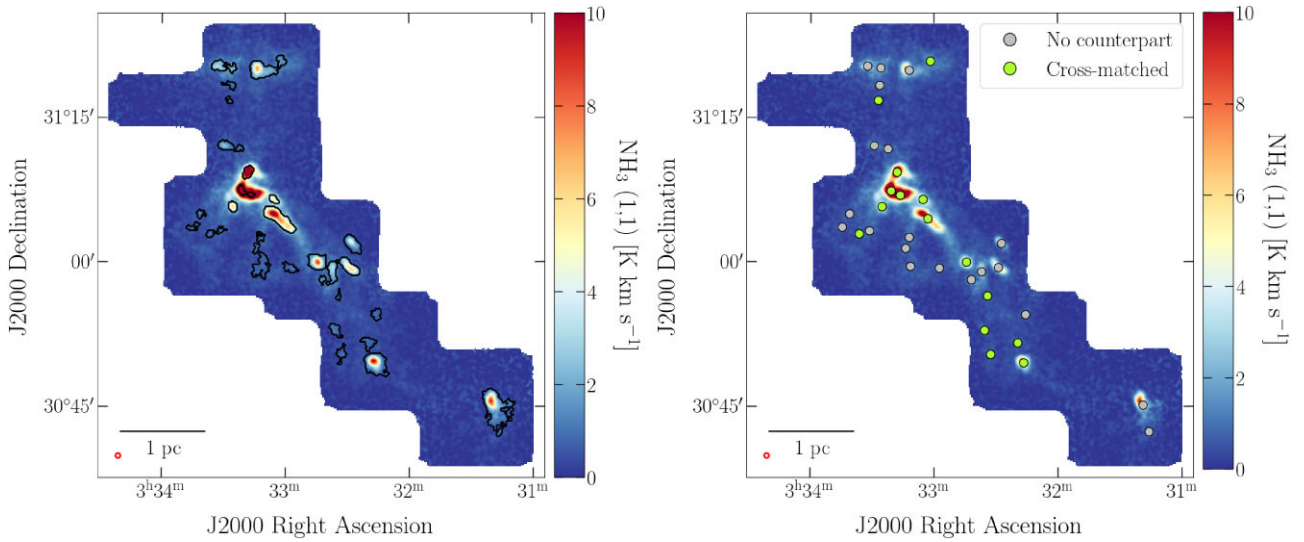 10
8
6
4
2
0
NH₃ (1,1) [K km s⁻¹]
31°15′
00′
30°45′
J2000 Declination
1 pc
3ʰ34ᵐ
33ᵐ
32ᵐ
31ᵐ
J2000 Right Ascension
No counterpart
Cross-matched
10
8
6
4
2
0
NH₃ (1,1) [K km s⁻¹]
31°15′
00′
30°45′
J2000 Declination
1 pc
3ʰ34ᵐ
33ᵐ
32ᵐ
31ᵐ
J2000 Right Ascension